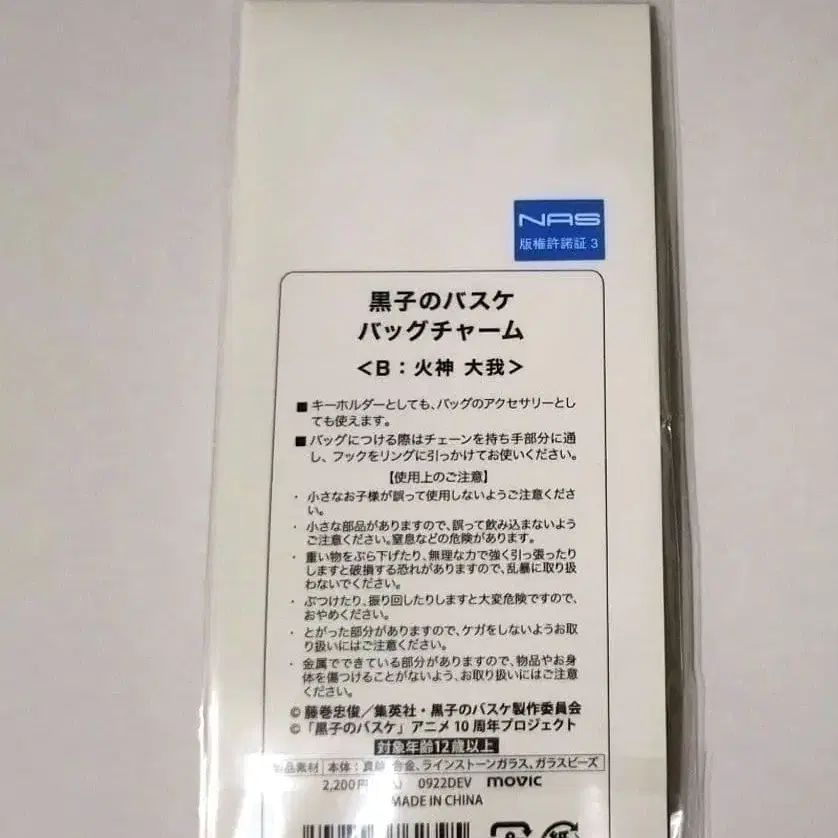 NAS
版権許諾証 3
黒子のバスケ
バッグチャーム
<B：火神 大我>
■ キーホルダーとしても、バッグのアクセサリーとし
ても使えます。
■ バッグにつける際はチェーンを持ち手部分に通
し、フックをリングに引っかけてお使いください。
【使用上のご注意】
・ 小さなお子様が誤って使用しないようご注意くださ
い。
・ 小さな部品がありますので、誤って飲み込まないよう
ご注意ください。窒息などの危険があります。
・ 重い物をぶら下げたり、無理な力で強く引っ張ったり
しますと破損する恐れがありますので、乱暴に取り扱
わないでください。
・ ぶつけたり、振り回したりしますと大変危険ですので、
おやめください。
・ とがった部分がありますので、ケガをしないようお取
り扱いにはご注意ください。
・ 金属でできている部分がありますので、物品やお身
体を傷つけることがないよう、お取り扱いにはご注意
ください。
© 藤巻忠俊／集英社・黒子のバスケ製作委員会
©「黒子のバスケ」アニメ10周年プロジェクト
対象年齢12歳以上
製品素材 本体：真鍮、合金、ラインストーンガラス、ガラスビーズ
2,200円 0922DEV movic
MADE IN CHINA